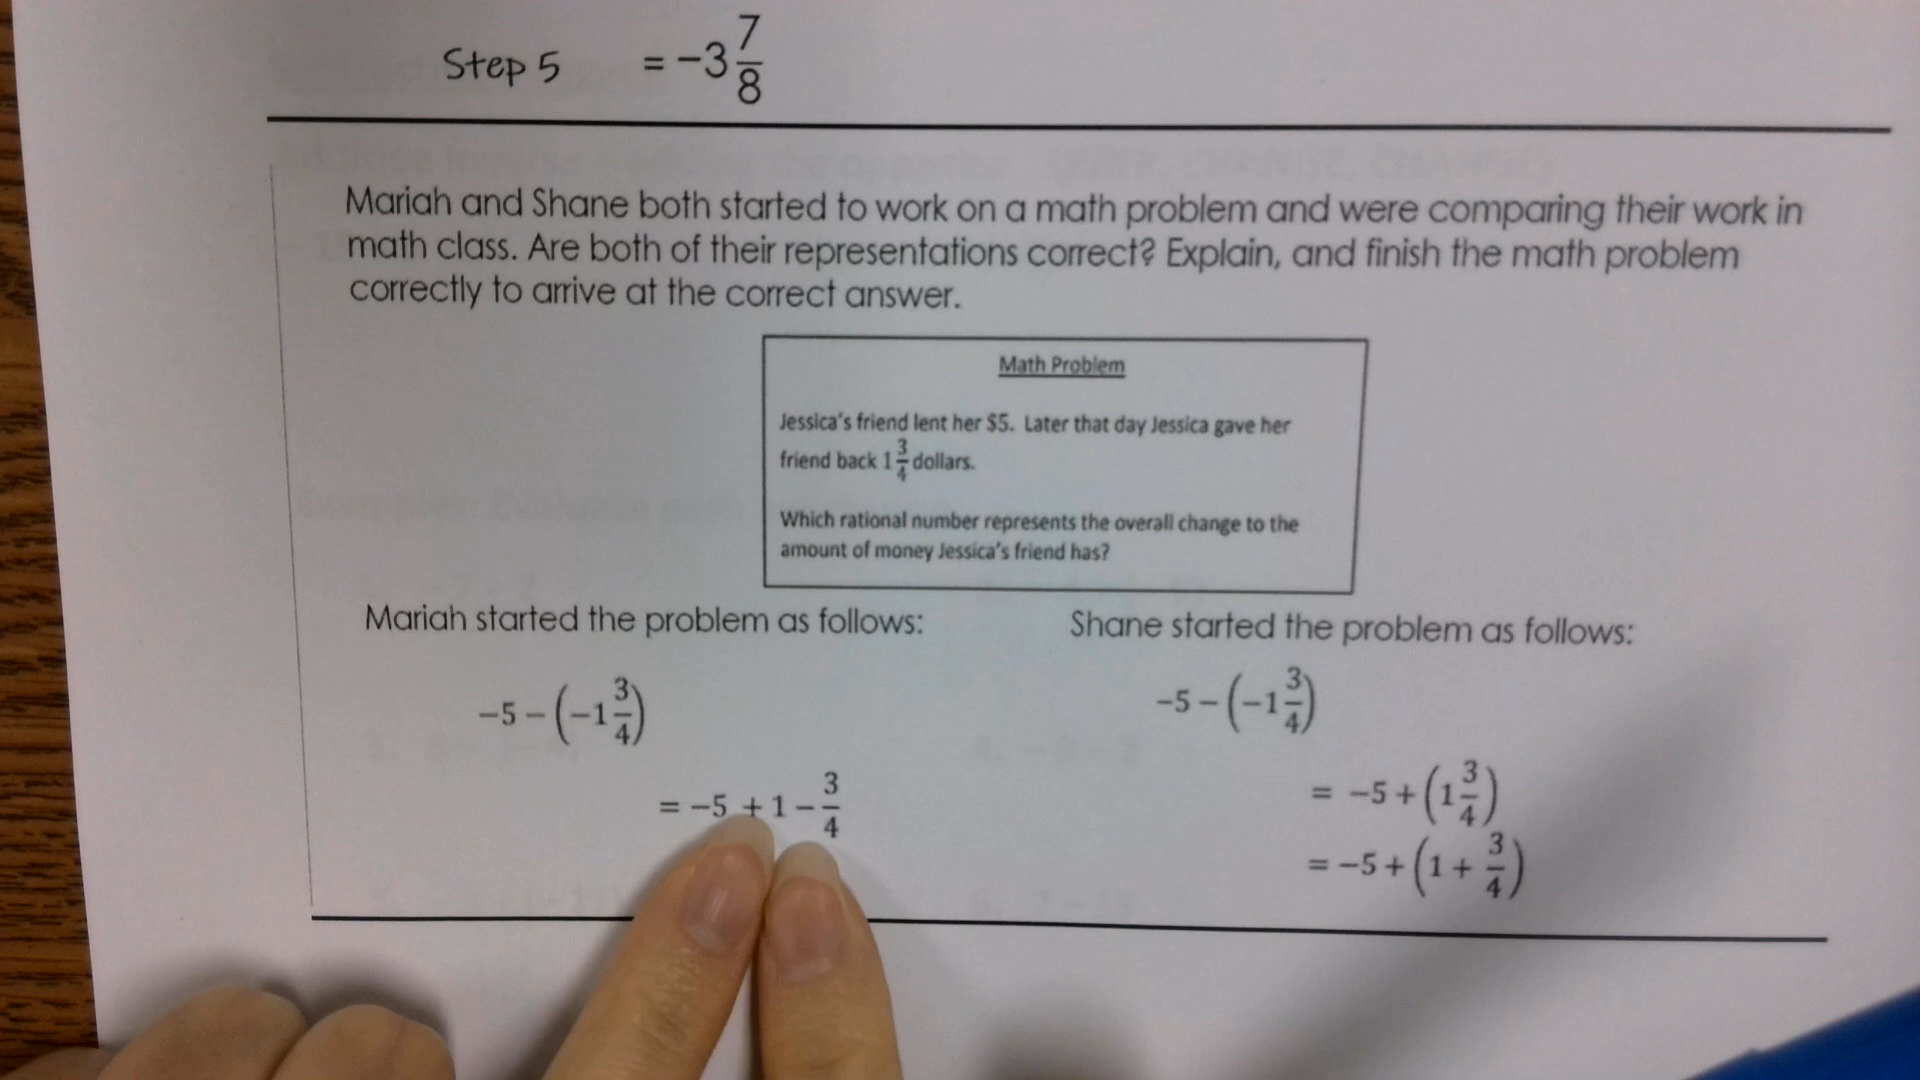 Step 5 = -3 7/8
Mariah and Shane both started to work on a math problem and were comparing their work in
math class. Are both of their representations correct? Explain, and finish the math problem
correctly to arrive at the correct answer.
Math Problem
Jessica's friend lent her $5. Later that day Jessica gave her
friend back 1 3/4 dollars.
Which rational number represents the overall change to the
amount of money Jessica's friend has?
Mariah started the problem as follows:
-5 - (-1 3/4)
= -5 + 1 - 3/4
Shane started the problem as follows:
-5 - (-1 3/4)
= -5 + (1 3/4)
= -5 + (1 + 3/4)